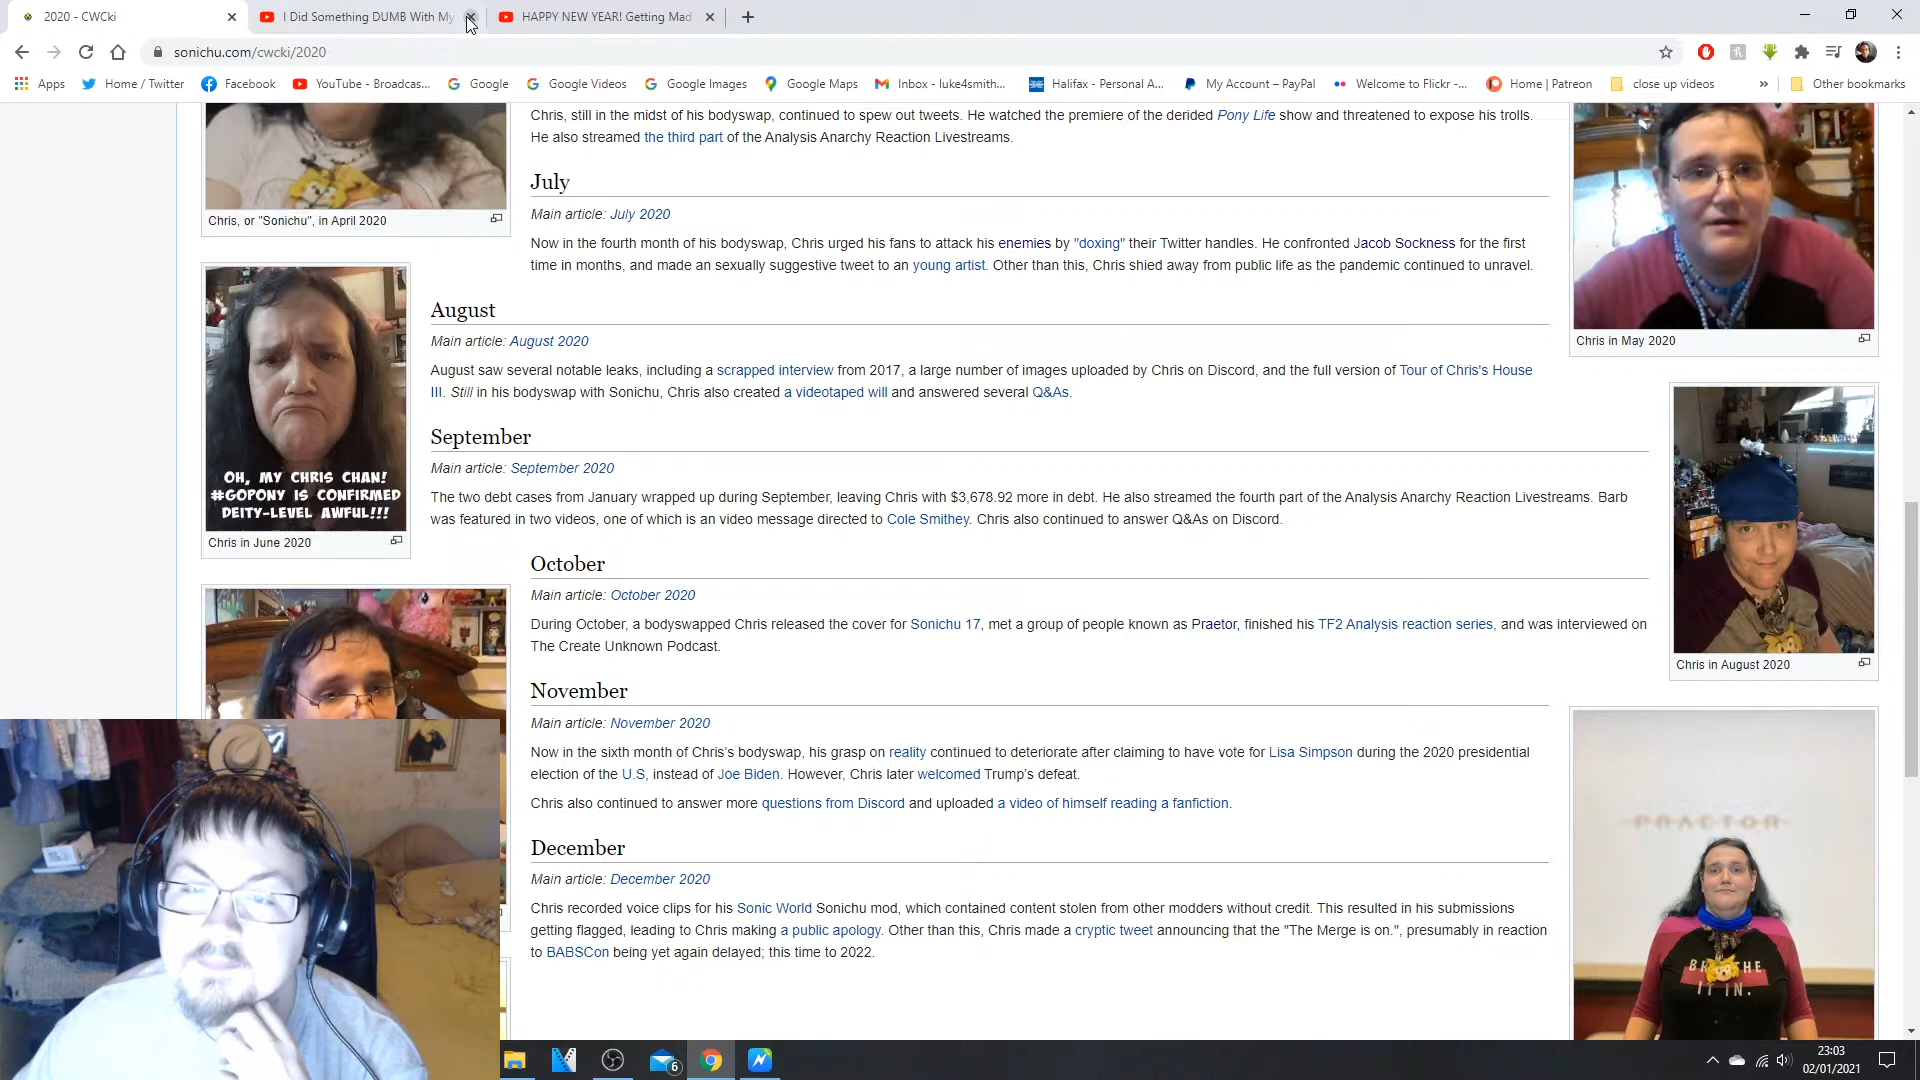 2020 - CWCki
I Did Something DUMB With My
HAPPY NEW YEAR! Getting Mad
sonichu.com/cwcki/2020
Apps
Home / Twitter
Facebook
YouTube - Broadcas...
Google
Google Videos
Google Images
Google Maps
Inbox - luke4smith...
Halifax - Personal A...
My Account – PayPal
Welcome to Flickr -...
Home | Patreon
close up videos
»
Other bookmarks
Chris, still in the midst of his bodyswap, continued to spew out tweets. He watched the premiere of the derided Pony Life show and threatened to expose his trolls.
He also streamed the third part of the Analysis Anarchy Reaction Livestreams.
Chris, or "Sonichu", in April 2020
July
Main article: July 2020
Now in the fourth month of his bodyswap, Chris urged his fans to attack his enemies by "doxing" their Twitter handles. He confronted Jacob Sockness for the first
time in months, and made an sexually suggestive tweet to an young artist. Other than this, Chris shied away from public life as the pandemic continued to unravel.
Chris in May 2020
August
Main article: August 2020
August saw several notable leaks, including a scrapped interview from 2017, a large number of images uploaded by Chris on Discord, and the full version of Tour of Chris's House
III. Still in his bodyswap with Sonichu, Chris also created a videotaped will and answered several Q&As.
OH, MY CHRIS CHAN!
#GOPONY IS CONFIRMED
DEITY-LEVEL AWFUL!!!
Chris in June 2020
September
Main article: September 2020
The two debt cases from January wrapped up during September, leaving Chris with $3,678.92 more in debt. He also streamed the fourth part of the Analysis Anarchy Reaction Livestreams. Barb
was featured in two videos, one of which is an video message directed to Cole Smithey. Chris also continued to answer Q&As on Discord.
October
Main article: October 2020
During October, a bodyswapped Chris released the cover for Sonichu 17, met a group of people known as Praetor, finished his TF2 Analysis reaction series, and was interviewed on
The Create Unknown Podcast.
Chris in August 2020
November
Main article: November 2020
Now in the sixth month of Chris's bodyswap, his grasp on reality continued to deteriorate after claiming to have vote for Lisa Simpson during the 2020 presidential
election of the U.S, instead of Joe Biden. However, Chris later welcomed Trump's defeat.
Chris also continued to answer more questions from Discord and uploaded a video of himself reading a fanfiction.
PRAETOR
BREATHE
IT IN.
December
Main article: December 2020
Chris recorded voice clips for his Sonic World Sonichu mod, which contained content stolen from other modders without credit. This resulted in his submissions
getting flagged, leading to Chris making a public apology. Other than this, Chris made a cryptic tweet announcing that the "The Merge is on.", presumably in reaction
to BABSCon being yet again delayed; this time to 2022.
6
23:03
02/01/2021